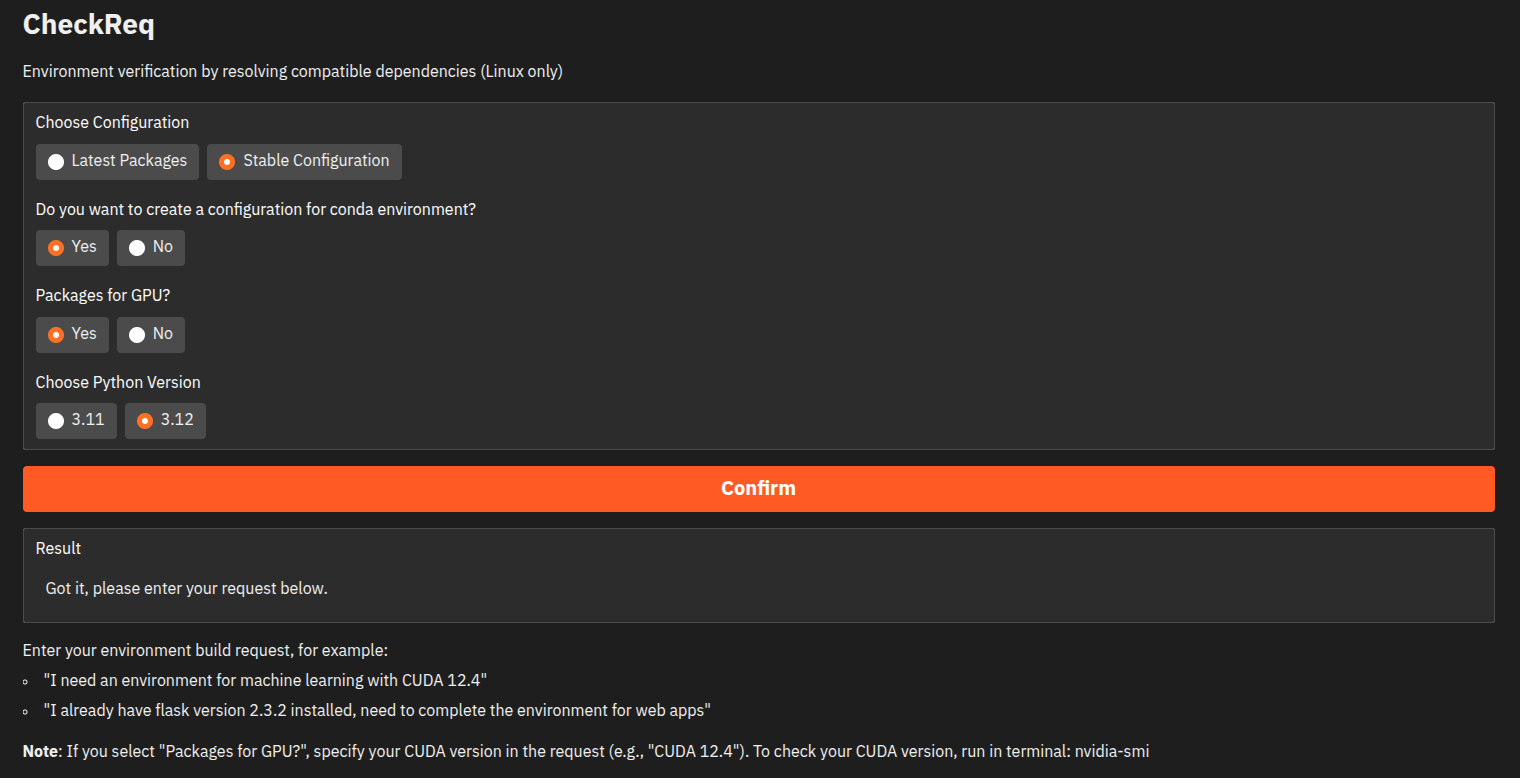 CheckReq
Environment verification by resolving compatible dependencies (Linux only)
Choose Configuration
Latest Packages Stable Configuration
Do you want to create a configuration for conda environment?
Yes No
Packages for GPU?
Yes No
Choose Python Version
3.11 3.12
Confirm
Result
Got it, please enter your request below.
Enter your environment build request, for example:
"I need an environment for machine learning with CUDA 12.4"
"I already have flask version 2.3.2 installed, need to complete the environment for web apps"
Note: If you select "Packages for GPU?", specify your CUDA version in the request (e.g., "CUDA 12.4"). To check your CUDA version, run in terminal: nvidia-smi